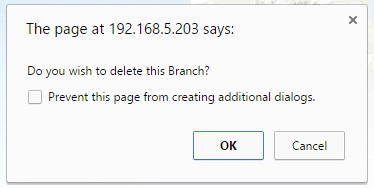 The page at 192.168.5.203 says:
Do you wish to delete this Branch?
Prevent this page from creating additional dialogs.
OK Cancel